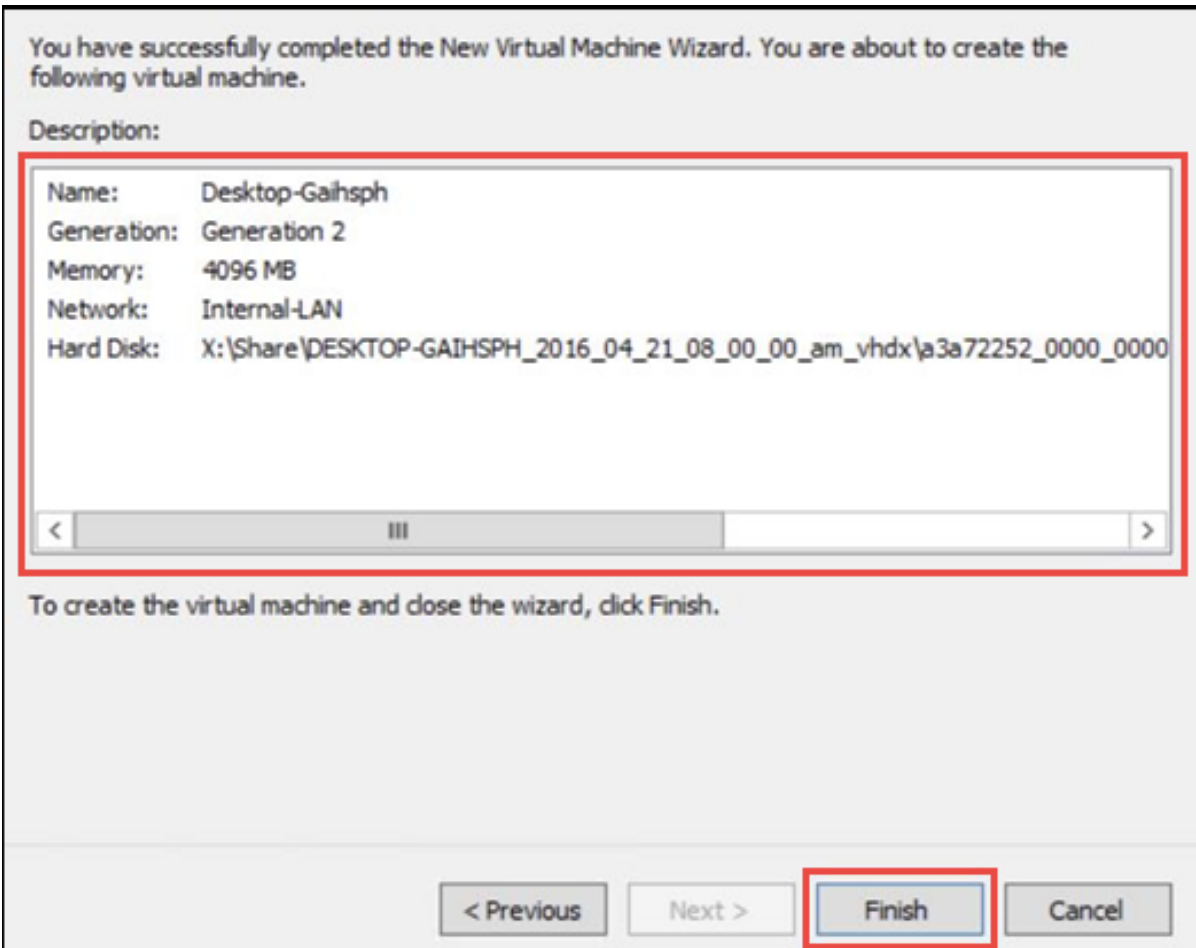 You have successfully completed the New Virtual Machine Wizard. You are about to create the
following virtual machine.
Description:
Name: Desktop-Gaihsph
Generation: Generation 2
Memory: 4096 MB
Network: Internal-LAN
Hard Disk: X:\Share\DESKTOP-GAIHSPH_2016_04_21_08_00_00_am_vhdx\a3a72252_0000_0000
To create the virtual machine and close the wizard, click Finish.
< Previous Next > Finish Cancel